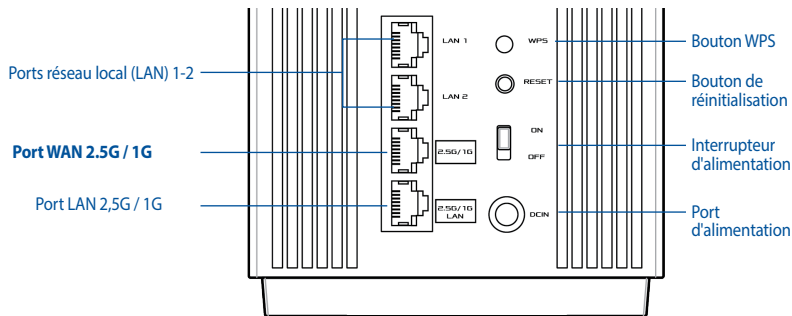 Ports réseau local (LAN) 1-2
Port WAN 2.5G / 1G
Port LAN 2,5G / 1G
LAN 1
LAN 2
2.5G/1G
2.5G/1G
LAN
WPS
RESET
ON
OFF
DCIN
Bouton WPS
Bouton de
réinitialisation
Interrupteur
d'alimentation
Port
d'alimentation